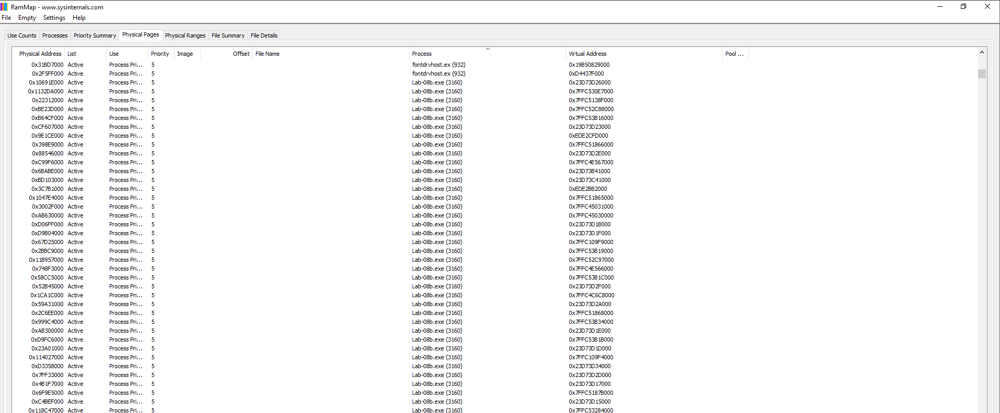 RamMap - www.sysinternals.com
File Empty Settings Help
Use Counts Processes Priority Summary Physical Pages Physical Ranges File Summary File Details
Physical Address List Use Priority Image Offset File Name Process Virtual Address Pool ...
0x31BD7000 Active Process Pri... 5 fontdrvhost.ex (932) 0x19B50829000
0x2F5FF000 Active Process Pri... 5 fontdrvhost.ex (932) 0xD4437F000
0x10691E000 Active Process Pri... 5 Lab-08b.exe (3160) 0x23D73D26000
0x1132DA000 Active Process Pri... 5 Lab-08b.exe (3160) 0x7FFC530E7000
0x22312000 Active Process Pri... 5 Lab-08b.exe (3160) 0x7FFC5138F000
0xBE23D000 Active Process Pri... 5 Lab-08b.exe (3160) 0x7FFC52C88000
0xB64CF000 Active Process Pri... 5 Lab-08b.exe (3160) 0x7FFC53B16000
0xCF607000 Active Process Pri... 5 Lab-08b.exe (3160) 0x23D73D23000
0x9E1CE000 Active Process Pri... 5 Lab-08b.exe (3160) 0xEDE2CFD000
0x398E9000 Active Process Pri... 5 Lab-08b.exe (3160) 0x7FFC51866000
0x88546000 Active Process Pri... 5 Lab-08b.exe (3160) 0x23D73D2E000
0xC99F6000 Active Process Pri... 5 Lab-08b.exe (3160) 0x7FFC4E567000
0x6BABE000 Active Process Pri... 5 Lab-08b.exe (3160) 0x23D73B41000
0xBD103000 Active Process Pri... 5 Lab-08b.exe (3160) 0x23D73C41000
0x3C7B1000 Active Process Pri... 5 Lab-08b.exe (3160) 0xEDE2BB2000
0x1047E4000 Active Process Pri... 5 Lab-08b.exe (3160) 0x7FFC51865000
0x3002F000 Active Process Pri... 5 Lab-08b.exe (3160) 0x7FFC45031000
0xAB630000 Active Process Pri... 5 Lab-08b.exe (3160) 0x7FFC45030000
0xD06FF000 Active Process Pri... 5 Lab-08b.exe (3160) 0x23D73D1B000
0xD9B04000 Active Process Pri... 5 Lab-08b.exe (3160) 0x23D73D1F000
0x67D25000 Active Process Pri... 5 Lab-08b.exe (3160) 0x7FFC109F9000
0x2BBC9000 Active Process Pri... 5 Lab-08b.exe (3160) 0x7FFC53B19000
0x11B957000 Active Process Pri... 5 Lab-08b.exe (3160) 0x7FFC52C97000
0x748F3000 Active Process Pri... 5 Lab-08b.exe (3160) 0x7FFC4E566000
0x58CC5000 Active Process Pri... 5 Lab-08b.exe (3160) 0x7FFC53B1C000
0x52B45000 Active Process Pri... 5 Lab-08b.exe (3160) 0x23D73D2F000
0x1CA1C000 Active Process Pri... 5 Lab-08b.exe (3160) 0x7FFC4C6C8000
0x59A31000 Active Process Pri... 5 Lab-08b.exe (3160) 0x23D73D2A000
0x2C6EE000 Active Process Pri... 5 Lab-08b.exe (3160) 0x7FFC51868000
0x999C4000 Active Process Pri... 5 Lab-08b.exe (3160) 0x7FFC53B34000
0xAB300000 Active Process Pri... 5 Lab-08b.exe (3160) 0x23D73D1E000
0xD9FC6000 Active Process Pri... 5 Lab-08b.exe (3160) 0x7FFC53B1B000
0x23A01000 Active Process Pri... 5 Lab-08b.exe (3160) 0x23D73D1D000
0x114027000 Active Process Pri... 5 Lab-08b.exe (3160) 0x7FFC109F4000
0xD3358000 Active Process Pri... 5 Lab-08b.exe (3160) 0x23D73D34000
0x7FF33000 Active Process Pri... 5 Lab-08b.exe (3160) 0x23D73D2D000
0x4B1F7000 Active Process Pri... 5 Lab-08b.exe (3160) 0x23D73D17000
0x6F9E5000 Active Process Pri... 5 Lab-08b.exe (3160) 0x7FFC5187B000
0xC4BEF000 Active Process Pri... 5 Lab-08b.exe (3160) 0x23D73D15000
0x118C47000 Active Process Pri... 5 Lab-08b.exe (3160) 0x7FFC53284000